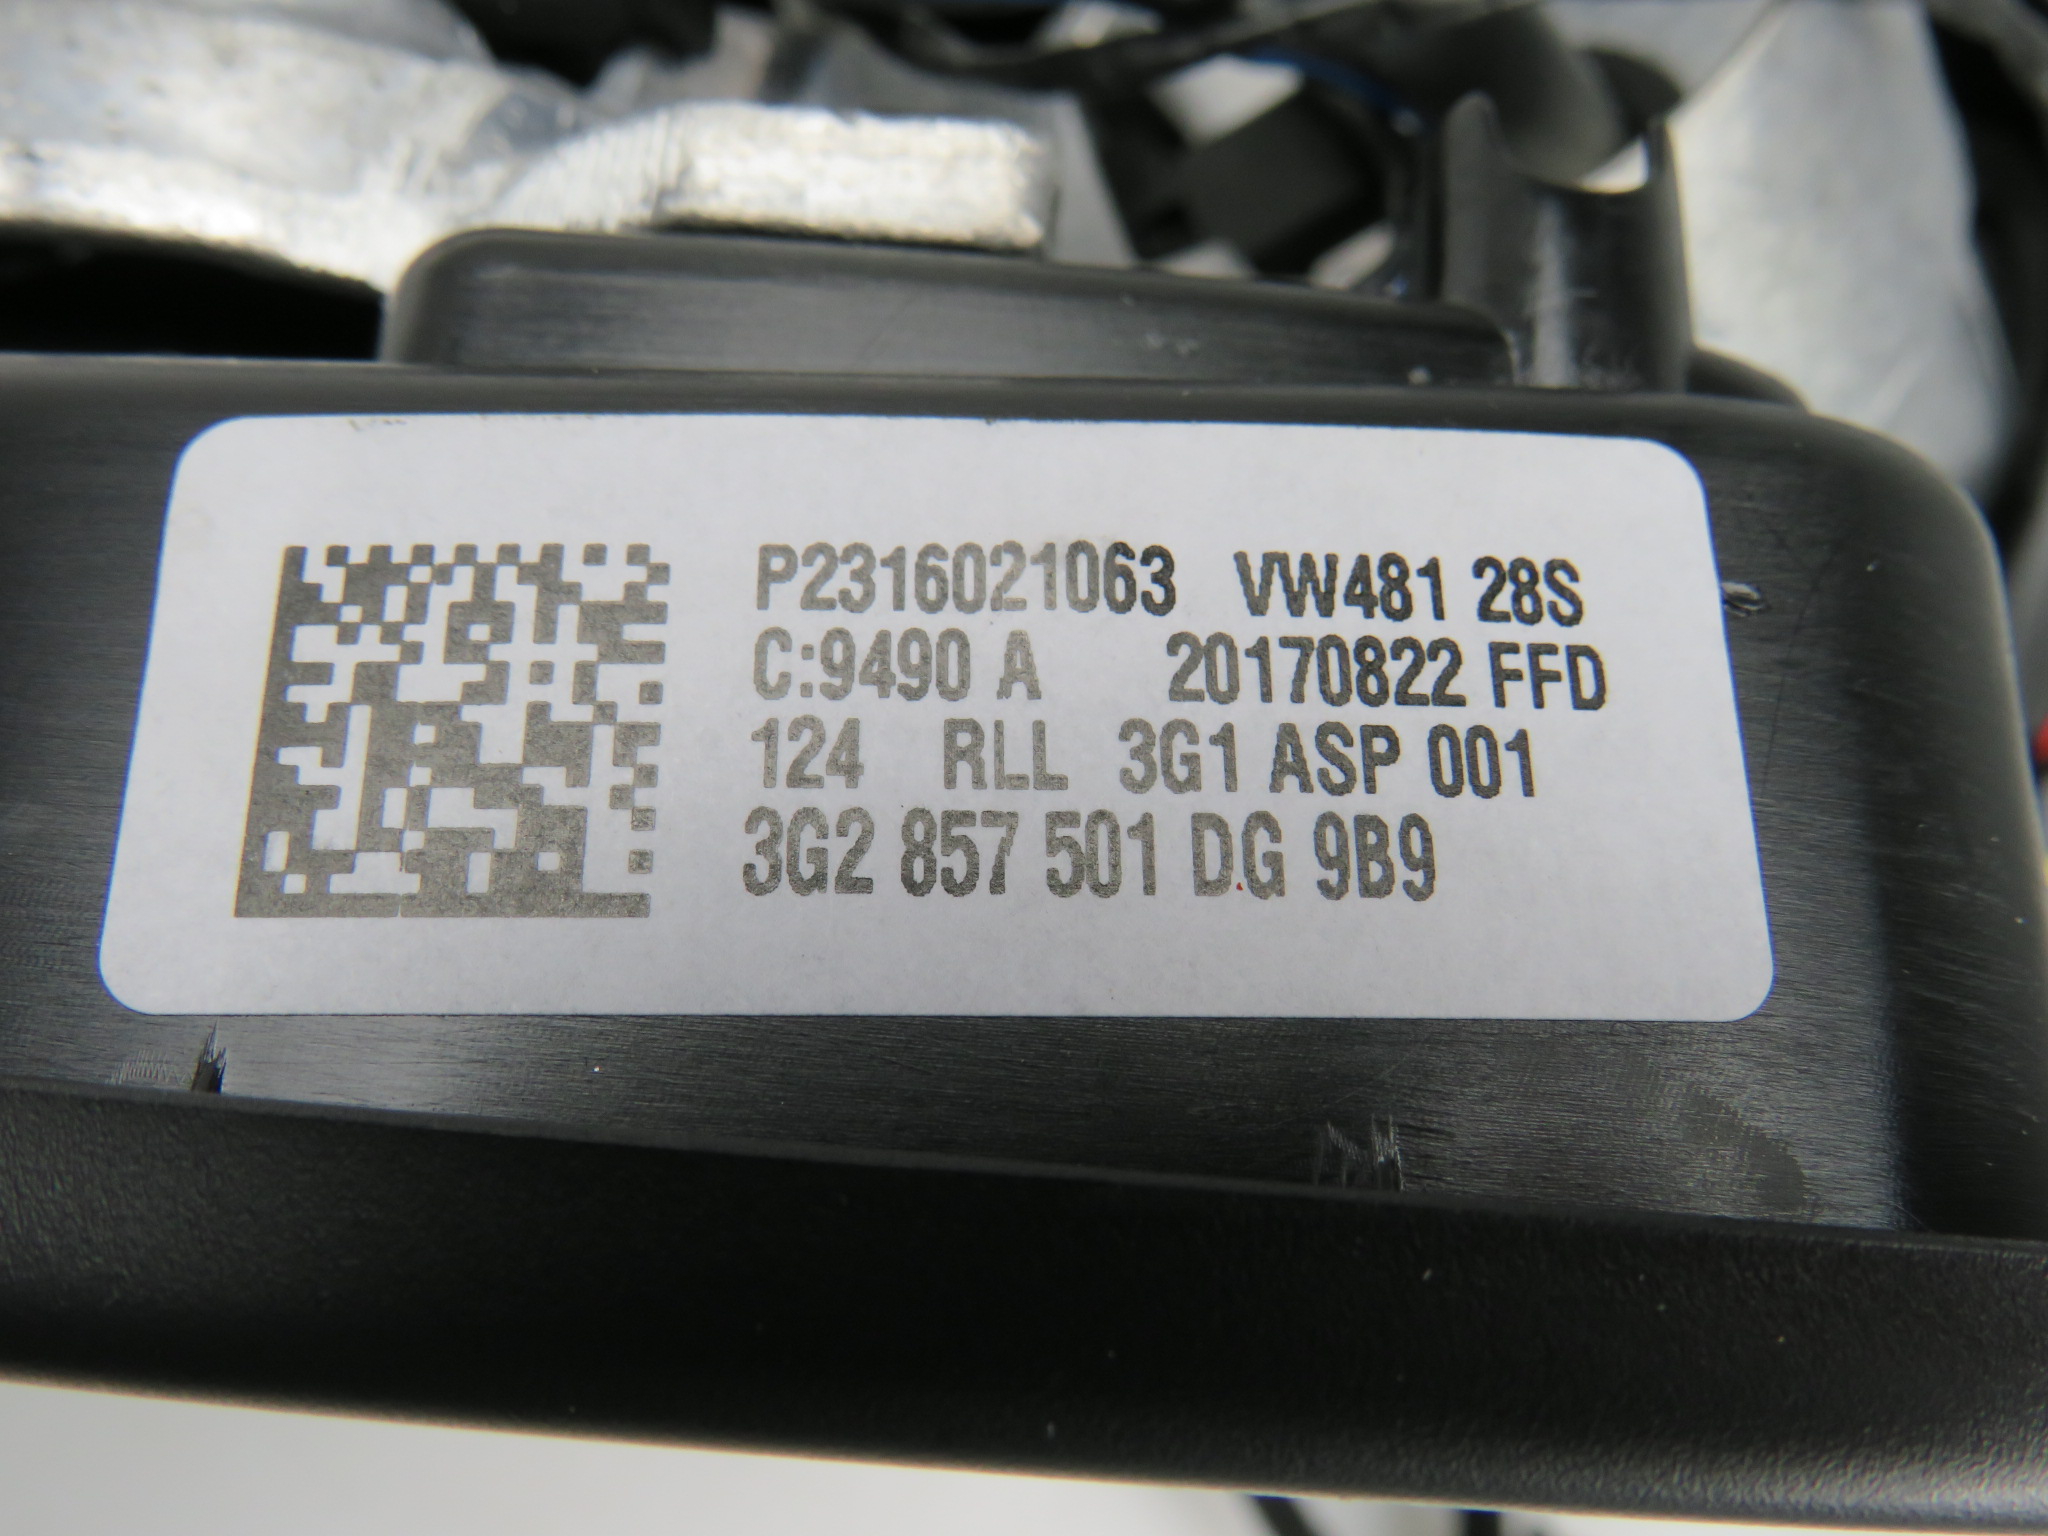 P2316021063 VW481 28S
C:9490 A 20170822 FFD
124 RLL 3G1 ASP 001
3G2 857 501 DG 9B9